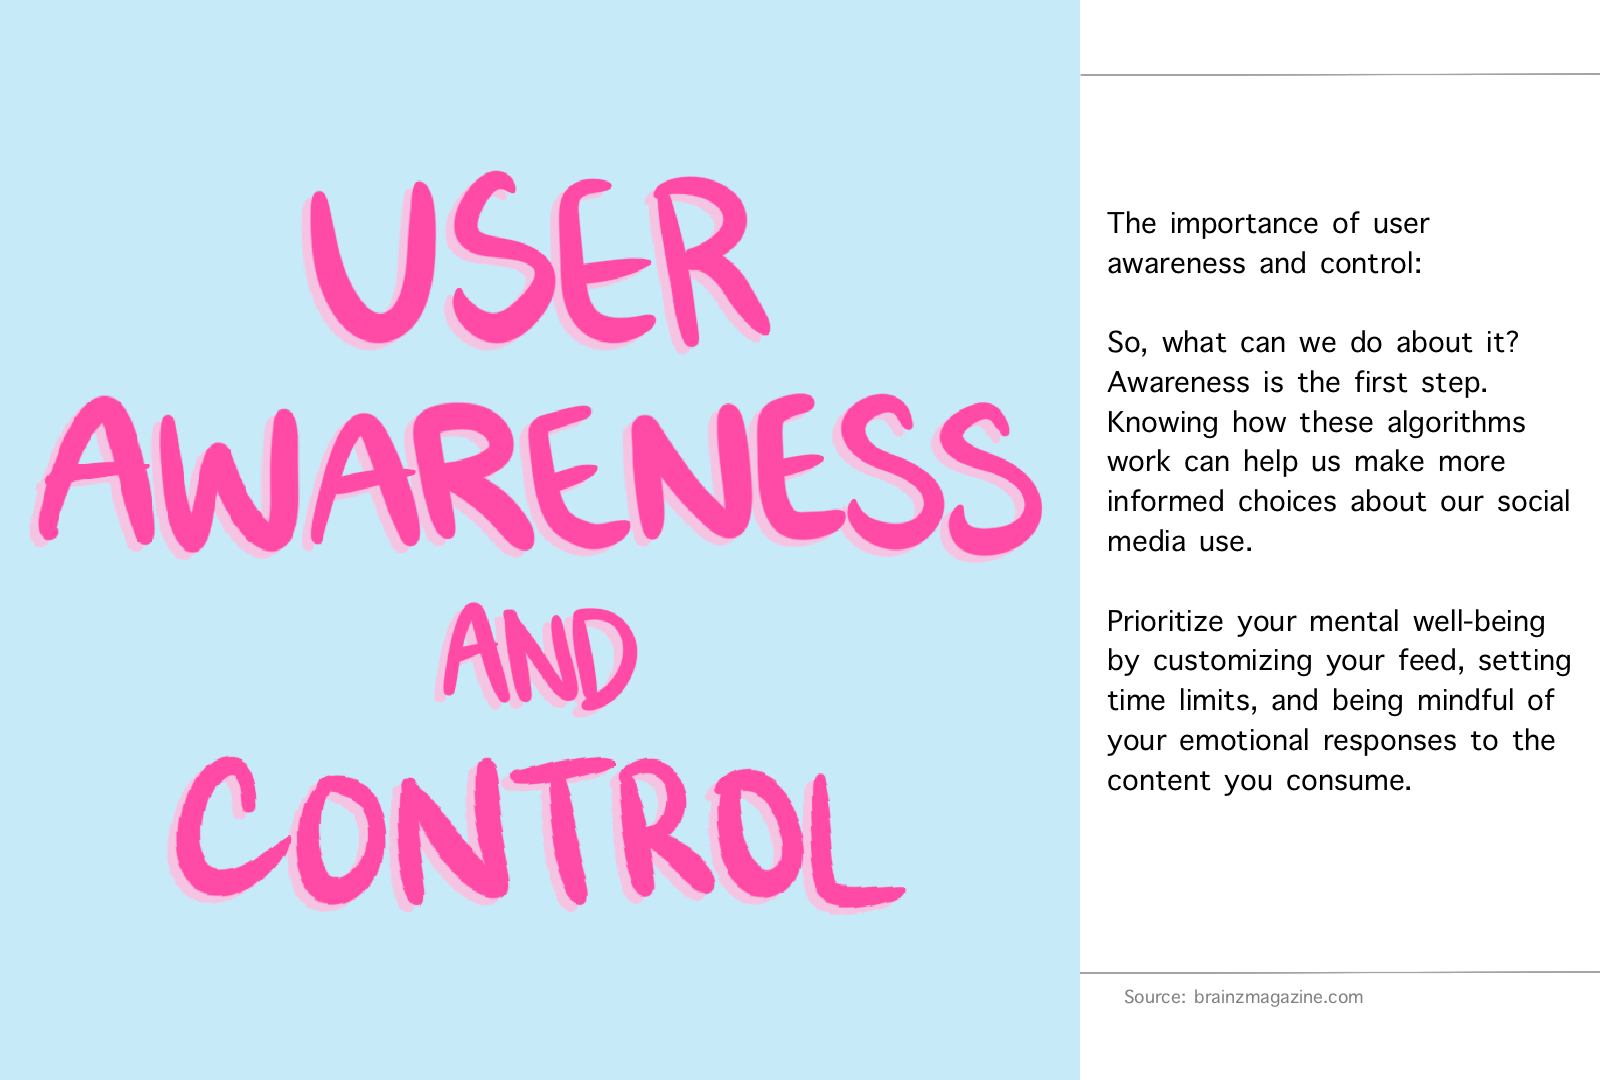 USER
AWARENESS
AND
CONTROL
The importance of user
awareness and control:
So, what can we do about it?
Awareness is the first step.
Knowing how these algorithms
work can help us make more
informed choices about our social
media use.
Prioritize your mental well-being
by customizing your feed, setting
time limits, and being mindful of
your emotional responses to the
content you consume.
Source: brainzmagazine.com